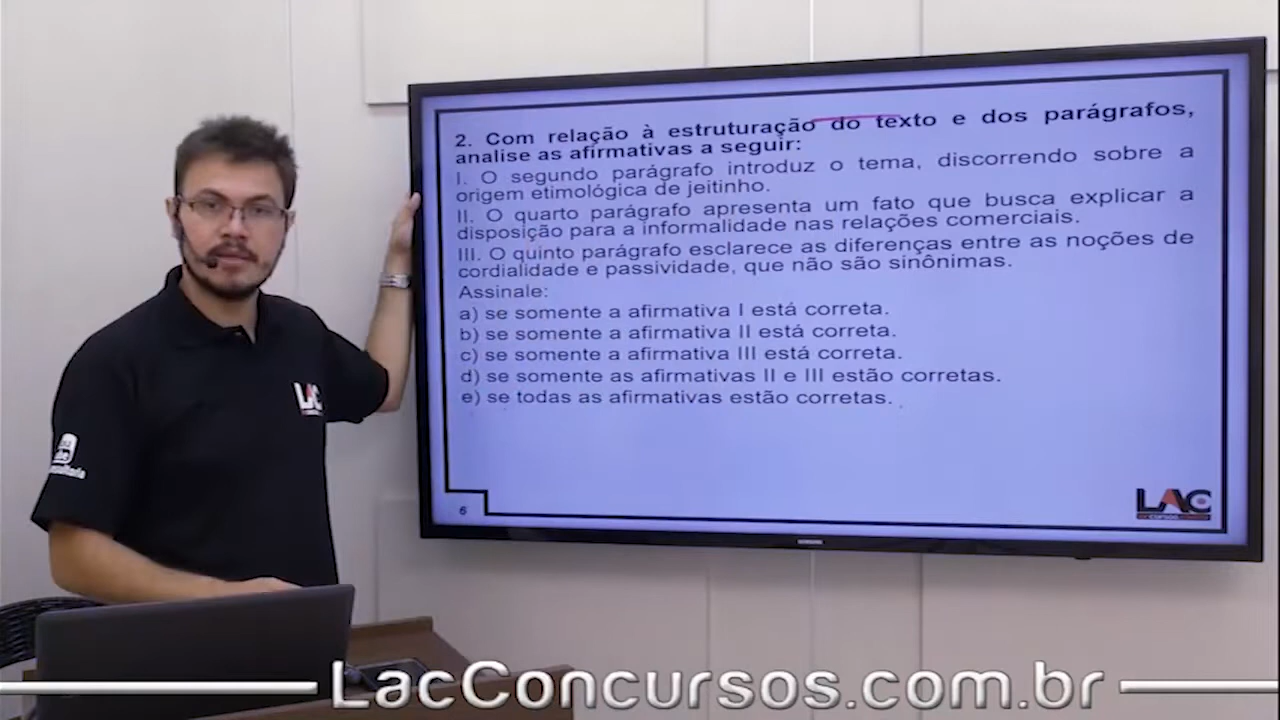 2. Com relação à estruturação do texto e dos parágrafos,
analise as afirmativas a seguir:
I. O segundo parágrafo introduz o tema, discorrendo sobre a
origem etimológica de jeitinho.
II. O quarto parágrafo apresenta um fato que busca explicar a
disposição para a informalidade nas relações comerciais.
III. O quinto parágrafo esclarece as diferenças entre as noções de
cordialidade e passividade, que não são sinônimas.
Assinale:
a) se somente a afirmativa I está correta.
b) se somente a afirmativa II está correta.
c) se somente a afirmativa III está correta.
d) se somente as afirmativas II e III estão corretas.
e) se todas as afirmativas estão corretas.
6
LAC
CURSOS
SAMSUNG
LAC
LacConcursos.com.br